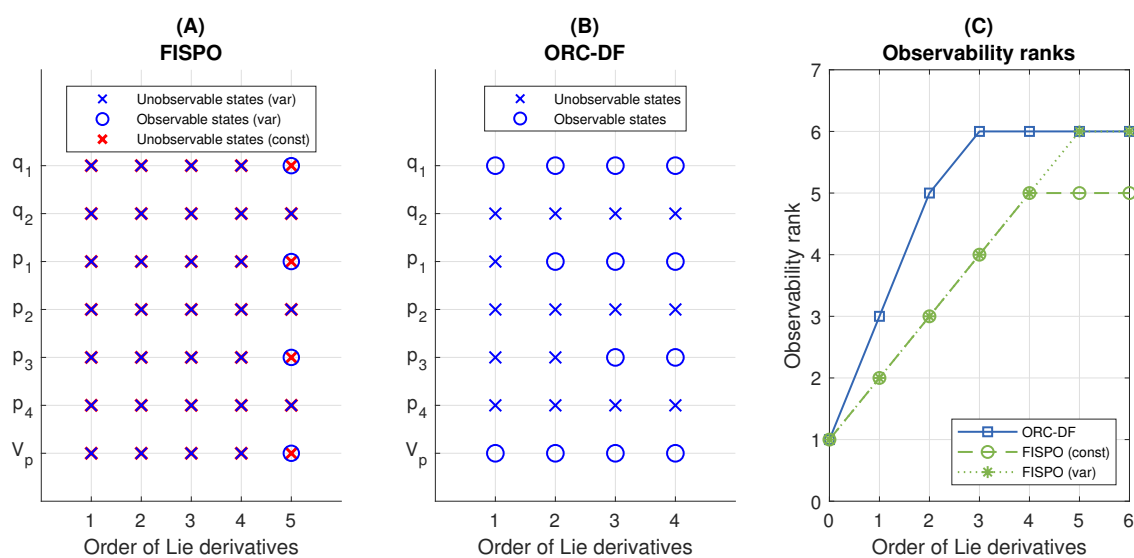 (A)
FISPO
Unobservable states (var)
Observable states (var)
Unobservable states (const)
q1
q2
p1
p2
p3
p4
Vp
1 2 3 4 5
Order of Lie derivatives
(B)
ORC-DF
Unobservable states
Observable states
q1
q2
p1
p2
p3
p4
Vp
1 2 3 4
Order of Lie derivatives
(C)
Observability ranks
Observability rank
7
6
5
4
3
2
1
0
ORC-DF
FISPO (const)
FISPO (var)
0 1 2 3 4 5 6
Order of Lie derivatives